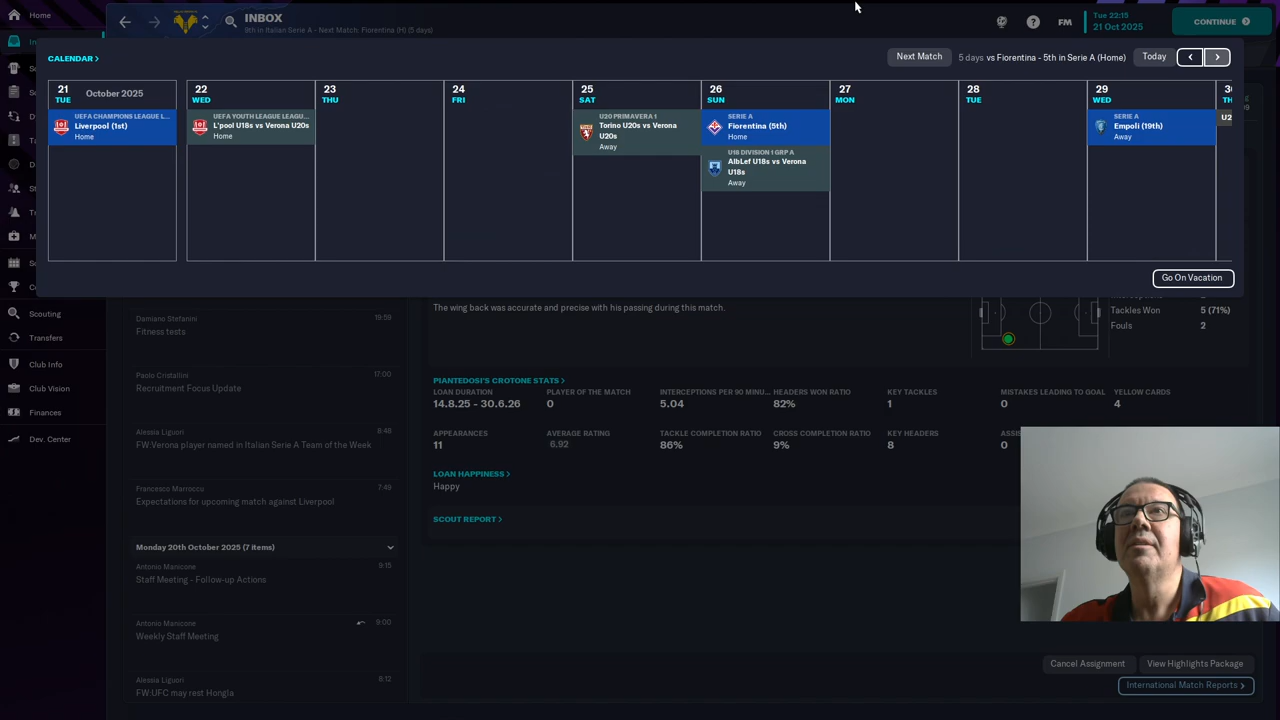 Home
INBOX
9th in Italian Serie A - Next Match: Fiorentina (H) (5 days)
FM
Tue 22:15
21 Oct 2025
CONTINUE
CALENDAR >
Next Match
5 days vs Fiorentina - 5th in Serie A (Home)
Today
21
TUE
October 2025
UEFA CHAMPIONS LEAGUE L...
Liverpool (1st)
Home
22
WED
UEFA YOUTH LEAGUE LEAGU...
L'pool U18s vs Verona U20s
Home
23
THU
24
FRI
25
SAT
U20 PRIMAVERA 1
Torino U20s vs Verona
U20s
Away
26
SUN
SERIE A
Fiorentina (5th)
Home
U18 DIVISION 1 GRP A
AlbLef U18s vs Verona
U18s
Away
27
MON
28
TUE
29
WED
SERIE A
Empoli (19th)
Away
30
TH
U2
Go On Vacation
Scouting
Transfers
Club Info
Club Vision
Finances
Dev. Center
Damiano Stefanini
19:59
Fitness tests
Paolo Cristallini
17:00
Recruitment Focus Update
Alessia Liguori
8:48
FW:Verona player named in Italian Serie A Team of the Week
Francesco Marroccu
7:49
Expectations for upcoming match against Liverpool
Monday 20th October 2025 (7 items)
Antonio Manicone
9:15
Staff Meeting - Follow-up Actions
Antonio Manicone
9:00
Weekly Staff Meeting
Alessia Liguori
8:12
FW:UFC may rest Hongla
The wing back was accurate and precise with his passing during this match.
Tackles Won
5 (71%)
Fouls
2
PIANTEDOSI'S CROTONE STATS >
LOAN DURATION
14.8.25 - 30.6.26
PLAYER OF THE MATCH
0
INTERCEPTIONS PER 90 MINU...
5.04
HEADERS WON RATIO
82%
KEY TACKLES
1
MISTAKES LEADING TO GOAL
0
YELLOW CARDS
4
APPEARANCES
11
AVERAGE RATING
6.92
TACKLE COMPLETION RATIO
86%
CROSS COMPLETION RATIO
9%
KEY HEADERS
8
ASSI
0
LOAN HAPPINESS >
Happy
SCOUT REPORT >
Cancel Assignment
View Highlights Package
International Match Reports >